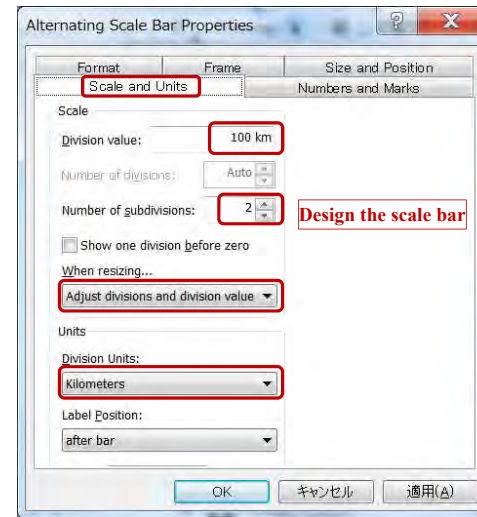 Alternating Scale Bar Properties
Format Frame Size and Position
Scale and Units Numbers and Marks
Scale
Division value: 100 km
Number of divisions: Auto
Number of subdivisions: 2
Design the scale bar
Show one division before zero
When resizing...
Adjust divisions and division value
Units
Division Units:
Kilometers
Label Position:
after bar
OK キャンセル 適用(A)